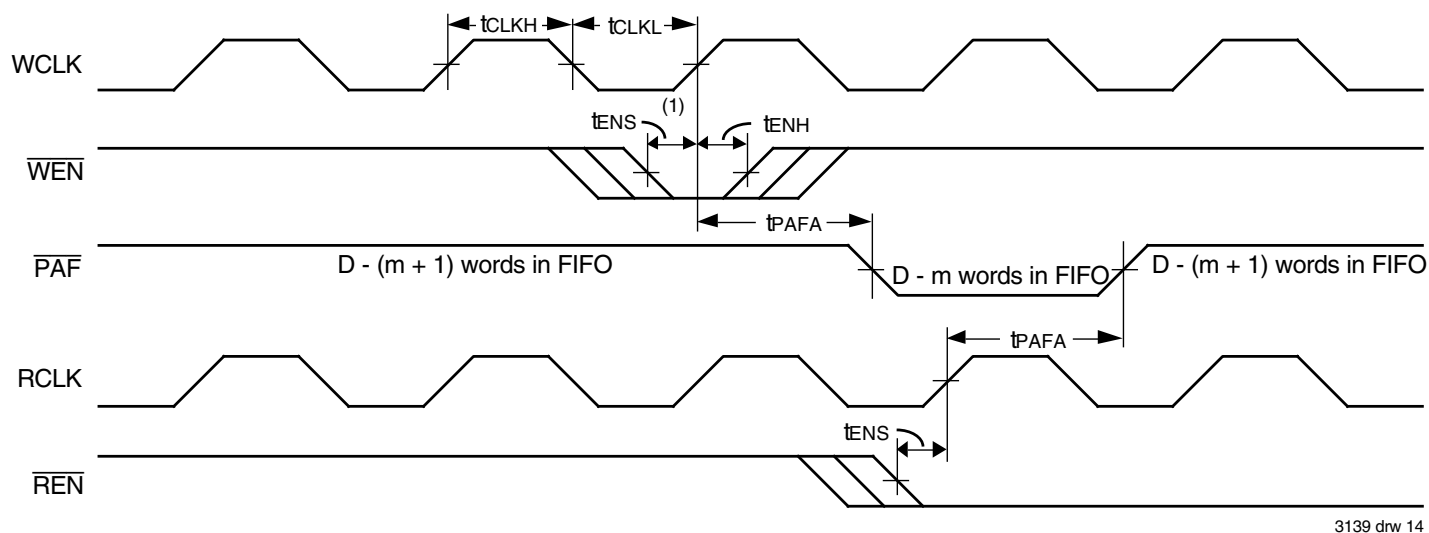 tCLKH
tCLKL
WCLK
(1)
tENS
tENH
WEN
tPAFA
PAF
D - (m + 1) words in FIFO
D - m words in FIFO
D - (m + 1) words in FIFO
tPAFA
RCLK
tENS
REN
3139 drw 14